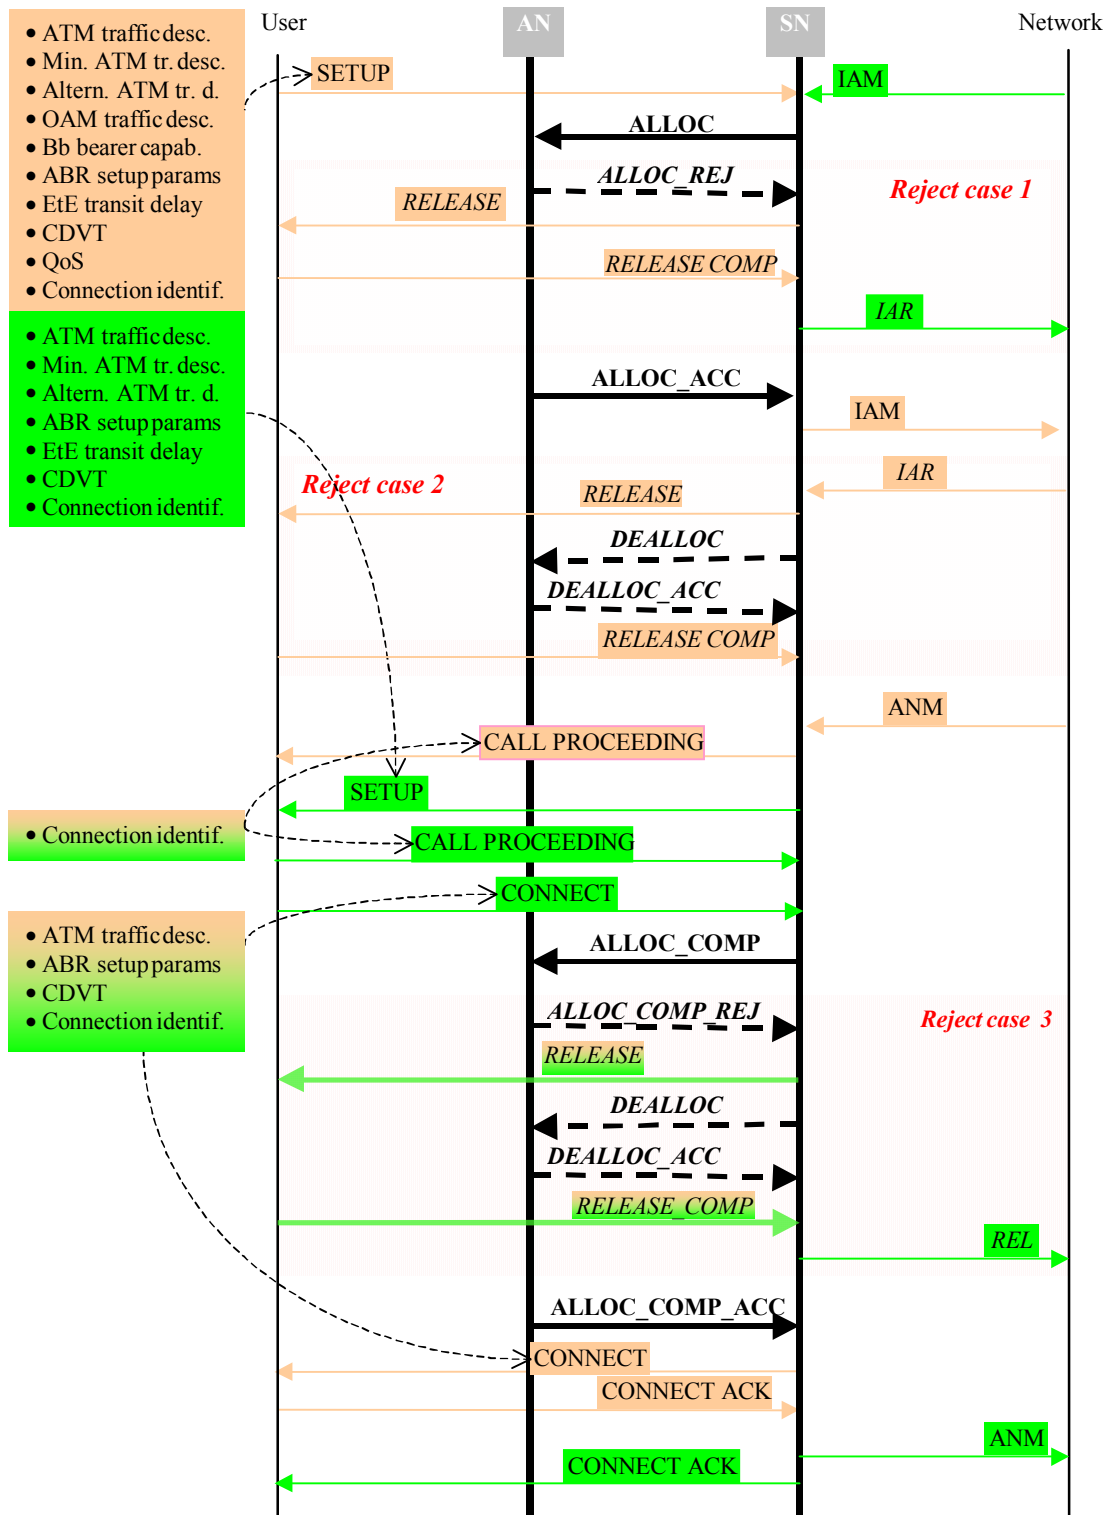 User
AN
SN
Network
• ATM traffic desc.
• Min. ATM tr. desc.
• Altern. ATM tr. d.
• OAM traffic desc.
• Bb bearer capab.
• ABR setup params
• EtE transit delay
• CDVT
• QoS
• Connection identif.
SETUP
IAM
ALLOC
ALLOC_REJ
Reject case 1
RELEASE
RELEASE COMP
IAR
• ATM traffic desc.
• Min. ATM tr. desc.
• Altern. ATM tr. d.
• ABR setup params
• EtE transit delay
• CDVT
• Connection identif.
ALLOC_ACC
IAM
IAR
Reject case 2
RELEASE
DEALLOC
DEALLOC_ACC
RELEASE COMP
ANM
CALL PROCEEDING
SETUP
• Connection identif.
CALL PROCEEDING
CONNECT
• ATM traffic desc.
• ABR setup params
• CDVT
• Connection identif.
ALLOC_COMP
ALLOC_COMP_REJ
Reject case 3
RELEASE
DEALLOC
DEALLOC_ACC
RELEASE_COMP
REL
ALLOC_COMP_ACC
CONNECT
CONNECT ACK
ANM
CONNECT ACK